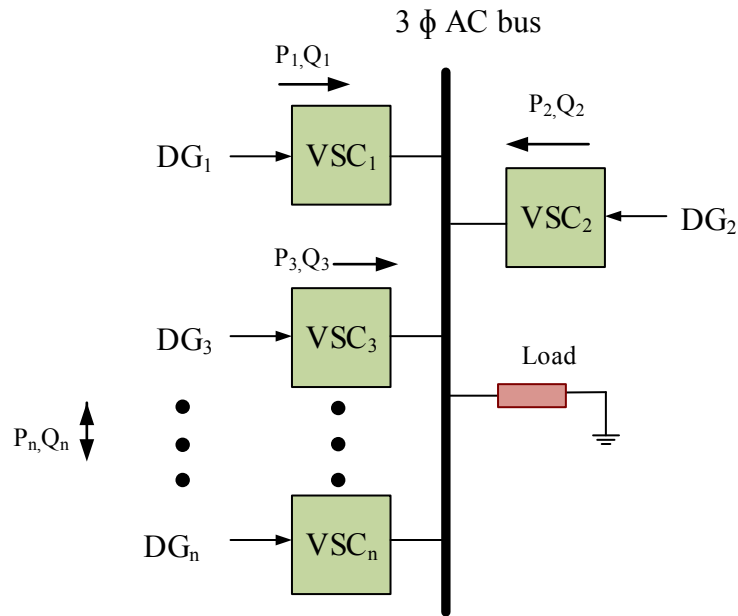 3 ϕ AC bus
P₁,Q₁
P₂,Q₂
DG₁
VSC₁
VSC₂
DG₂
P₃,Q₃
DG₃
VSC₃
Load
Pₙ,Qₙ
DGₙ
VSCₙ